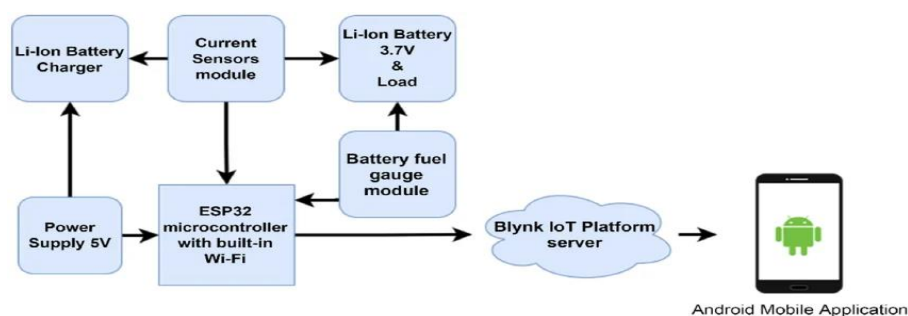 Li-Ion Battery
Charger
Current
Sensors
module
Li-Ion Battery
3.7V
&
Load
Battery fuel
gauge
module
Power
Supply 5V
ESP32
microcontroller
with built-in
Wi-Fi
Blynk IoT Platform
server
Android Mobile Application